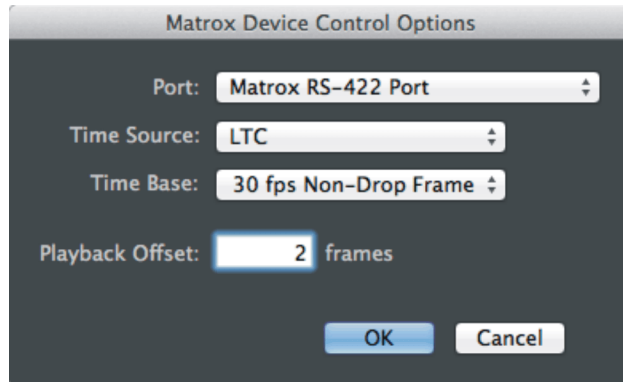 Matrox Device Control Options
Port: Matrox RS-422 Port
Time Source: LTC
Time Base: 30 fps Non-Drop Frame
Playback Offset: 2 frames
OK Cancel